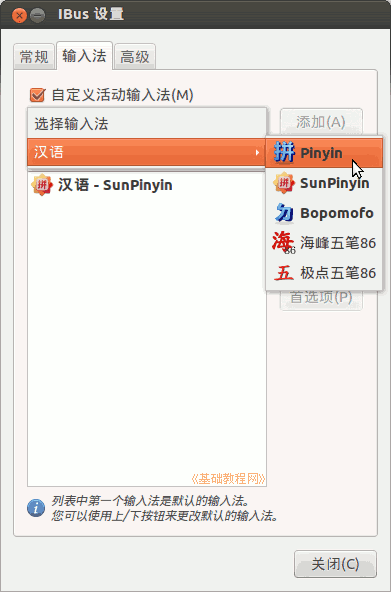 IBus 设置
常规 输入法 高级
自定义活动输入法(M)
选择输入法
添加(A)
汉语
Pinyin
汉语 - SunPinyin
SunPinyin
Bopomofo
海峰五笔86
极点五笔86
首选项(P)
《基础教程网》
列表中第一个输入法是默认的输入法。
您可以使用上/下按钮来更改默认的输入法。
关闭(C)